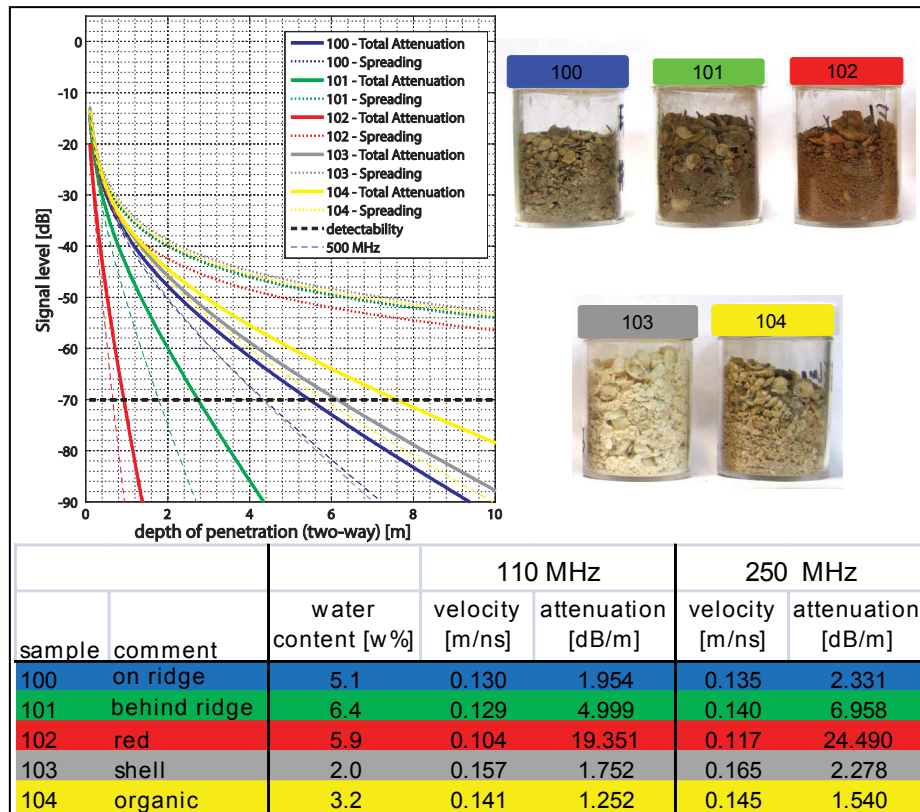 0
-10
-20
-30
-40
-50
-60
-70
-80
-90
Signal level [dB]
0 2 4 6 8 10
depth of penetration (two-way) [m]
100 - Total Attenuation
100 - Spreading
101 - Total Attenuation
101 - Spreading
102 - Total Attenuation
102 - Spreading
103 - Total Attenuation
103 - Spreading
104 - Total Attenuation
104 - Spreading
detectability
500 MHz
100 101 102
103 104
110 MHz 250 MHz
water velocity attenuation velocity attenuation
sample comment content [w%] [m/ns] [dB/m] [m/ns] [dB/m]
100 on ridge 5.1 0.130 1.954 0.135 2.331
101 behind ridge 6.4 0.129 4.999 0.140 6.958
102 red 5.9 0.104 19.351 0.117 24.490
103 shell 2.0 0.157 1.752 0.165 2.278
104 organic 3.2 0.141 1.252 0.145 1.540